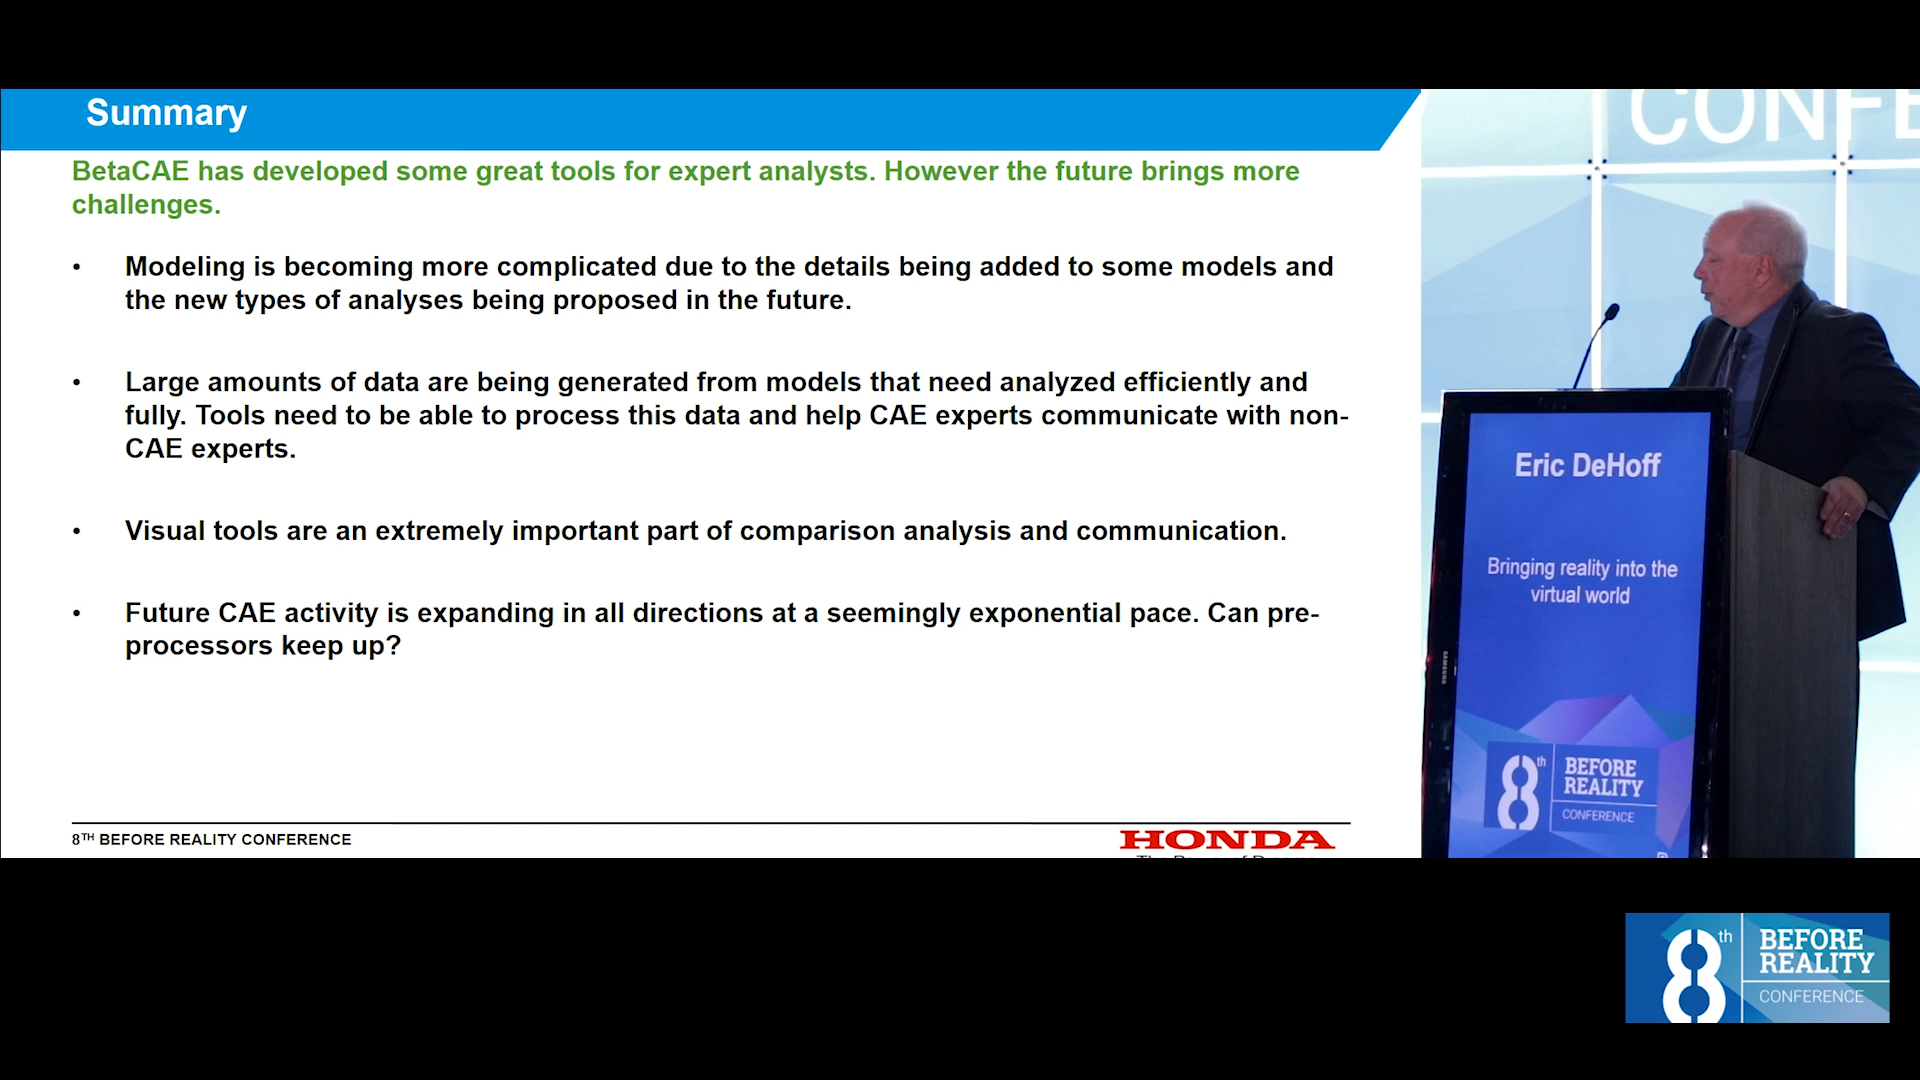 Summary
BetaCAE has developed some great tools for expert analysts. However the future brings more
challenges.
• Modeling is becoming more complicated due to the details being added to some models and
the new types of analyses being proposed in the future.
• Large amounts of data are being generated from models that need analyzed efficiently and
fully. Tools need to be able to process this data and help CAE experts communicate with non-
CAE experts.
• Visual tools are an extremely important part of comparison analysis and communication.
• Future CAE activity is expanding in all directions at a seemingly exponential pace. Can pre-
processors keep up?
8TH BEFORE REALITY CONFERENCE
HONDA
Eric DeHoff
Bringing reality into the
virtual world
SAMSUNG
8th
BEFORE
REALITY
CONFERENCE
8th
BEFORE
REALITY
CONFERENCE